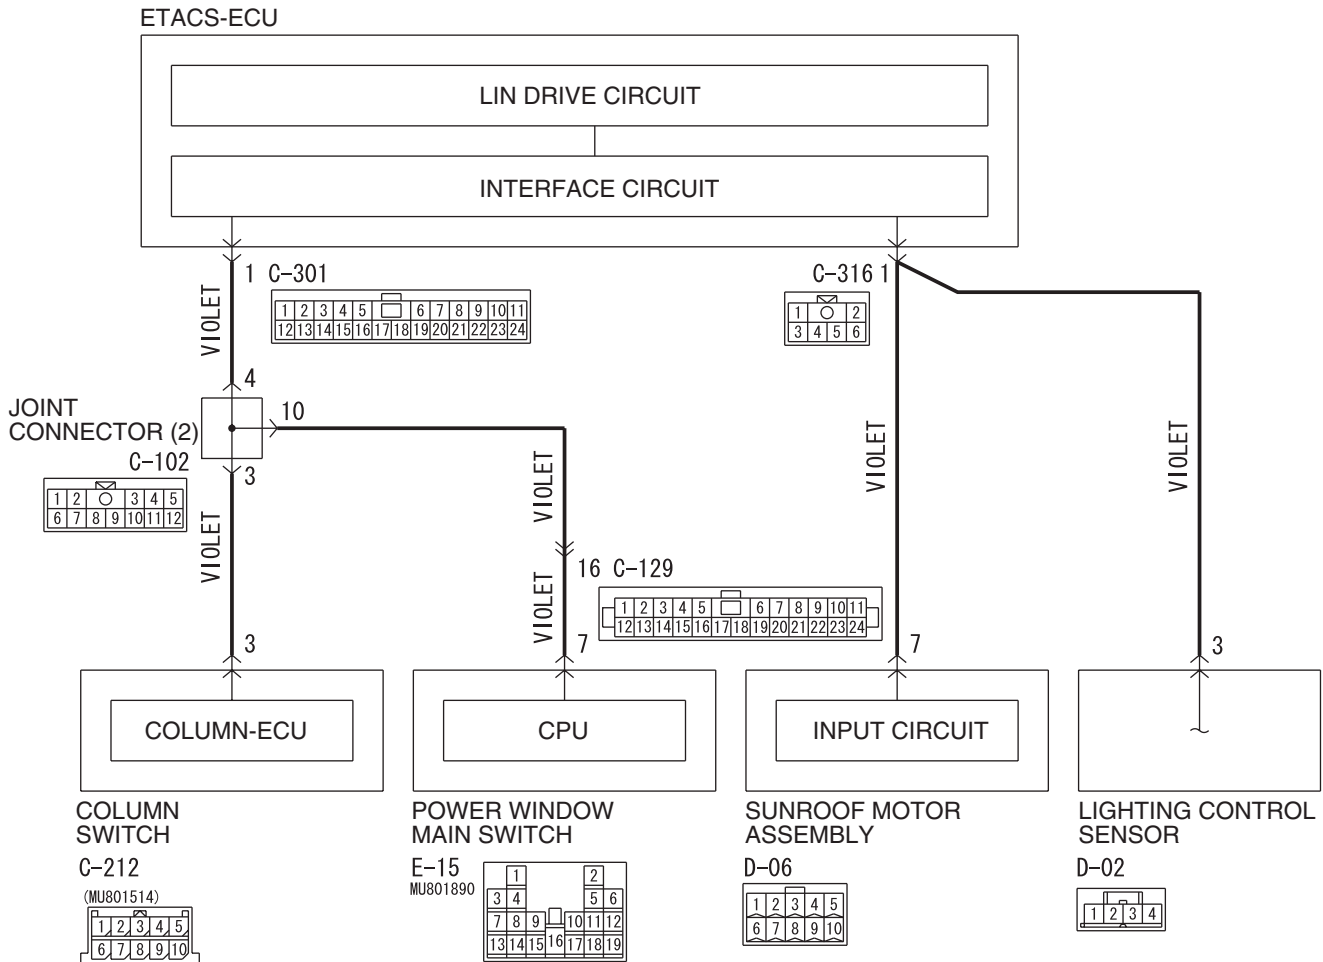 ETACS-ECU
LIN DRIVE CIRCUIT
INTERFACE CIRCUIT
1 C-301
C-316 1
1 2 3 4 5 6 7 8 9 10 11
12 13 14 15 16 17 18 19 20 21 22 23 24
1 2
3 4 5 6
VIOLET
4
JOINT
CONNECTOR (2)
10
C-102
3
1 2 3 4 5
6 7 8 9 10 11 12
VIOLET
VIOLET
VIOLET
VIOLET
VIOLET
16 C-129
1 2 3 4 5 6 7 8 9 10 11
12 13 14 15 16 17 18 19 20 21 22 23 24
3
7
7
3
COLUMN-ECU
CPU
INPUT CIRCUIT
COLUMN
SWITCH
C-212
(MU801514)
1 2 3 4 5
6 7 8 9 10
POWER WINDOW
MAIN SWITCH
E-15
MU801890
1 2
3 4 5 6
7 8 9 10 11 12
13 14 15 16 17 18 19
SUNROOF MOTOR
ASSEMBLY
D-06
1 2 3 4 5
6 7 8 9 10
LIGHTING CONTROL
SENSOR
D-02
1 2 3 4